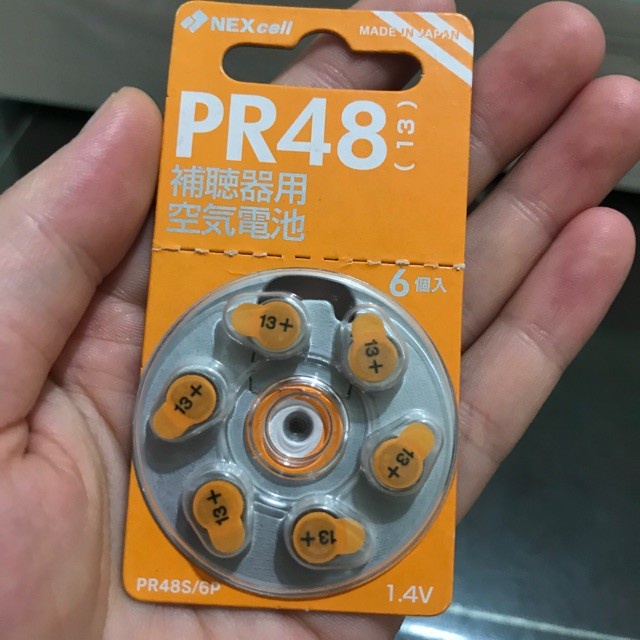 NEXcell
MADE IN JAPAN
PR48
(13)
補聴器用
空気電池
6個入
13+
13+
13+
13+
13+
13+
PR48S/6P
1.4V